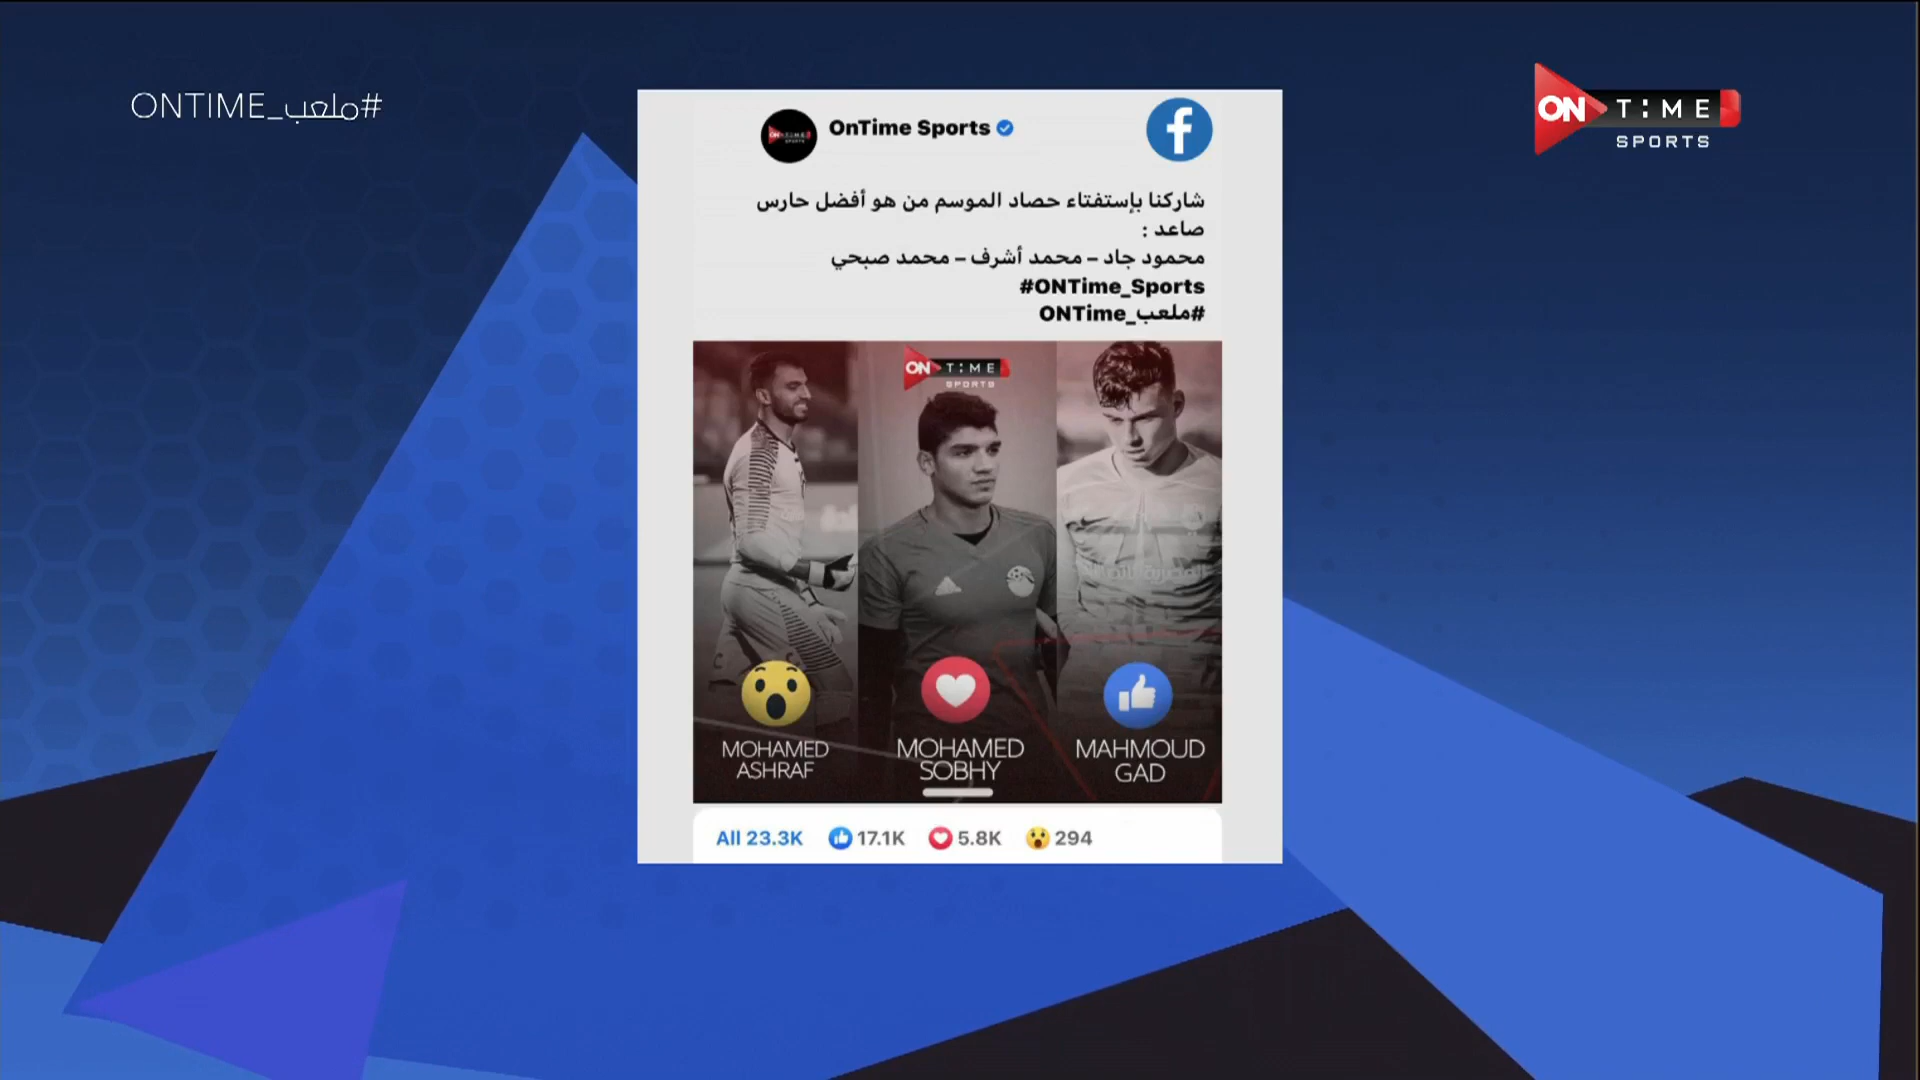 #ملعب_ONTIME
ON TIME
SPORTS
OnTime Sports
شاركنا بإستفتاء حصاد الموسم من هو أفضل حارس
صاعد :
محمود جاد – محمد أشرف – محمد صبحي
#ONTime_Sports
#ملعب_ONTime
ON TIME
SPORTS
MOHAMED
ASHRAF
MOHAMED
SOBHY
MAHMOUD
GAD
All 23.3K 17.1K 5.8K 294